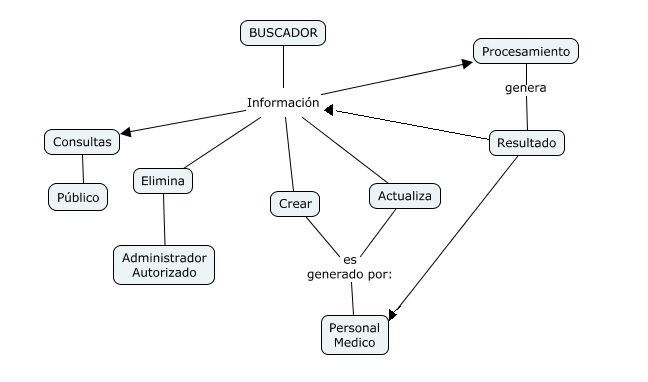 BUSCADOR
Procesamiento
genera
Información
Consultas
Resultado
Elimina
Público
Crear
Actualiza
Administrador
Autorizado
es
generado por:
Personal
Medico